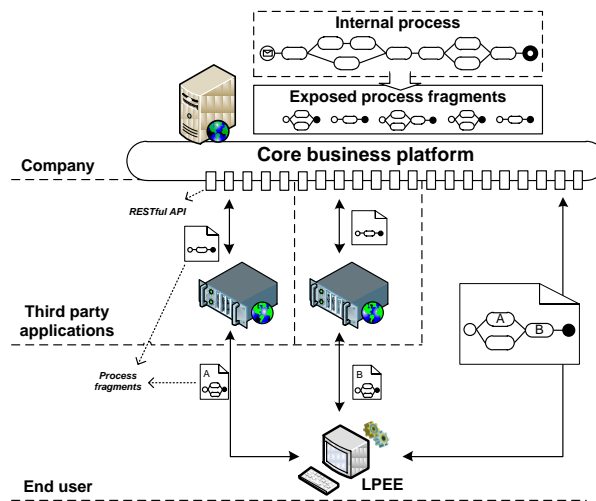 Internal process
Exposed process fragments
Core business platform
Company
RESTful API
Third party
applications
A
B
Process
fragments
A
B
LPEE
End user